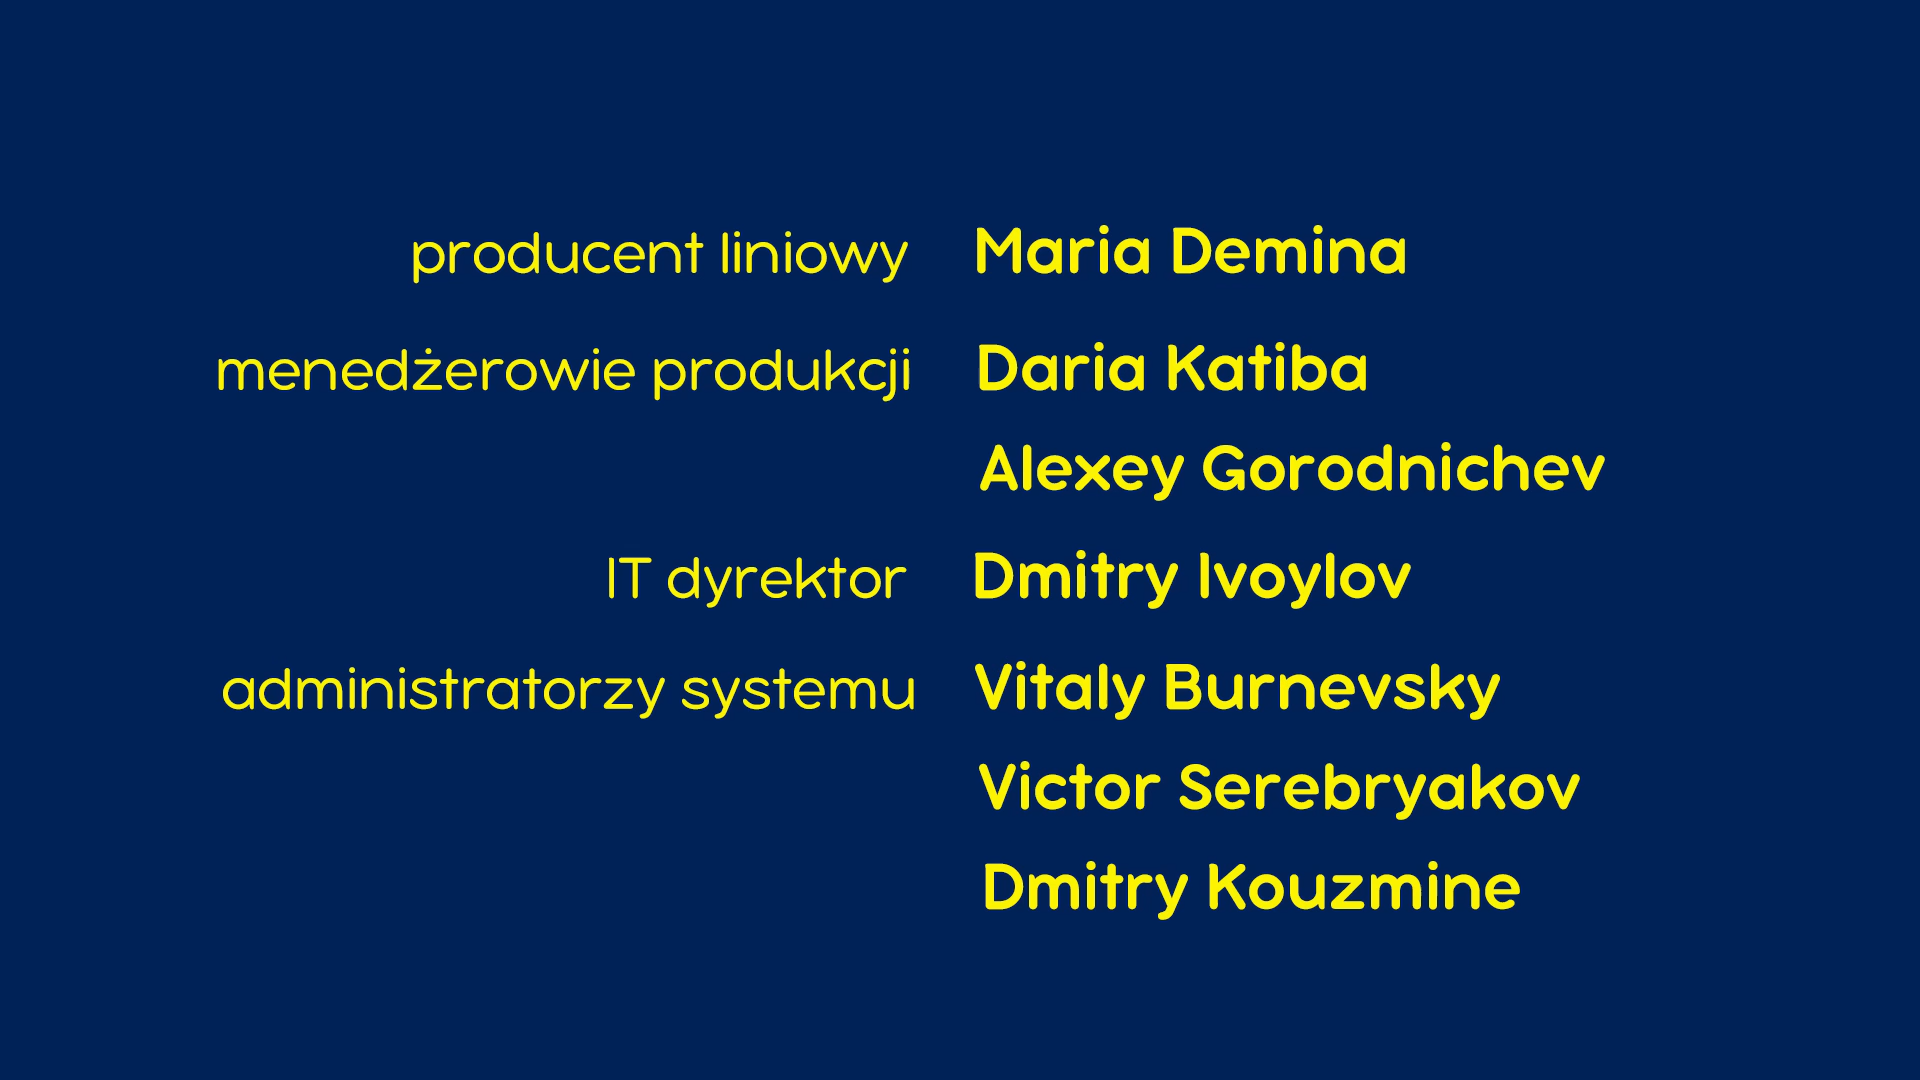 producent liniowy Maria Demina
menedżerowie produkcji Daria Katiba
Alexey Gorodnichev
IT dyrektor Dmitry Ivoylov
administratorzy systemu Vitaly Burnevsky
Victor Serebryakov
Dmitry Kouzmine